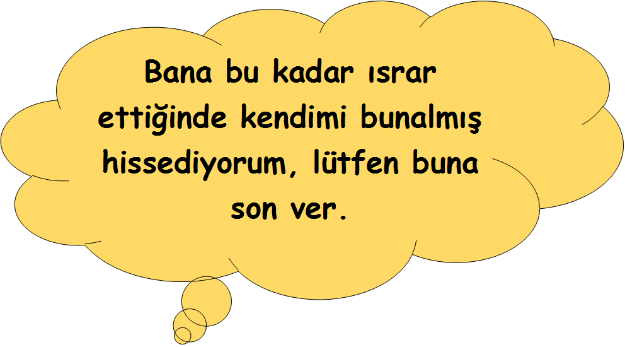 Bana bu kadar ısrar
ettiğinde kendimi bunalmış
hissediyorum, lütfen buna
son ver.